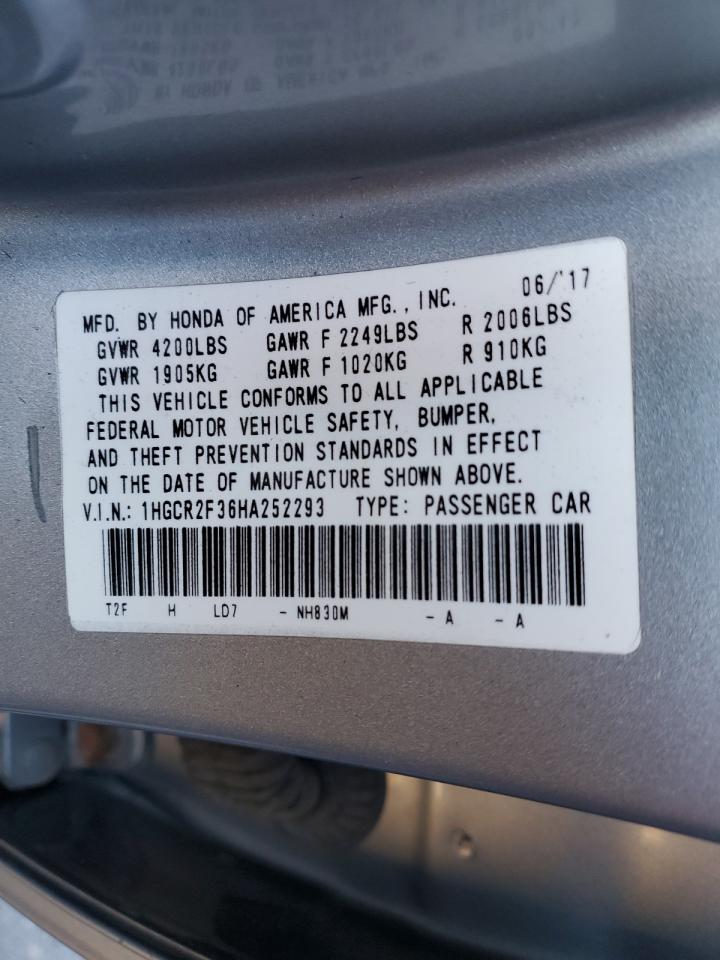 MFD. BY HONDA OF AMERICA MFG., INC. 06/'17
GVWR 4200LBS GAWR F 2249LBS R 2006LBS
GVWR 1905KG GAWR F 1020KG R 910KG
THIS VEHICLE CONFORMS TO ALL APPLICABLE
FEDERAL MOTOR VEHICLE SAFETY, BUMPER,
AND THEFT PREVENTION STANDARDS IN EFFECT
ON THE DATE OF MANUFACTURE SHOWN ABOVE.
V.I.N.: 1HGCR2F36HA252293 TYPE: PASSENGER CAR
T2F H LD7 - NH830M - A - A